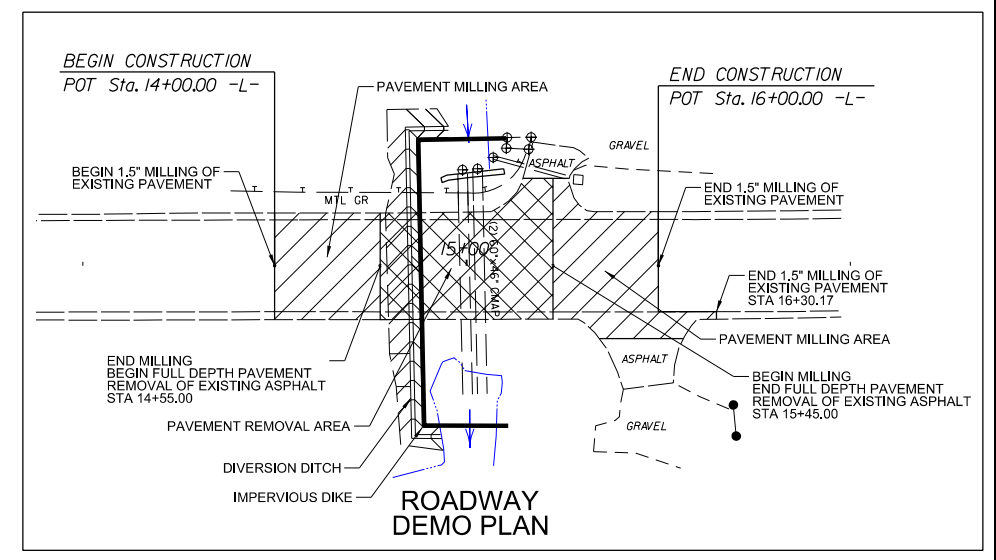 BEGIN CONSTRUCTION
POT Sta. 14+00.00 -L-
PAVEMENT MILLING AREA
END CONSTRUCTION
POT Sta. 16+00.00 -L-
GRAVEL
ASPHALT
BEGIN 1.5" MILLING OF
EXISTING PAVEMENT
T T T T T T
MTL GR
END 1.5" MILLING OF
EXISTING PAVEMENT
15+00
(2) 60"x46" CMAP
END 1.5" MILLING OF
EXISTING PAVEMENT
STA 16+30.17
PAVEMENT MILLING AREA
END MILLING
BEGIN FULL DEPTH PAVEMENT
REMOVAL OF EXISTING ASPHALT
STA 14+55.00
ASPHALT
BEGIN MILLING
END FULL DEPTH PAVEMENT
REMOVAL OF EXISTING ASPHALT
STA 15+45.00
PAVEMENT REMOVAL AREA
GRAVEL
DIVERSION DITCH
IMPERVIOUS DIKE
ROADWAY
DEMO PLAN